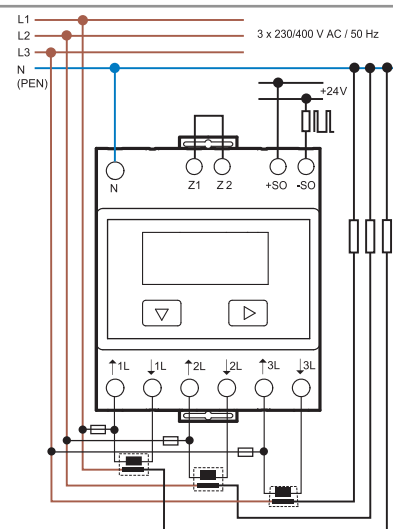 L1
L2
L3
N
(PEN)
3 x 230/400 V AC / 50 Hz
+24V
N
Z1
Z 2
+SO
-SO
↑1L
↓1L
↑2L
↓2L
↑3L
↓3L